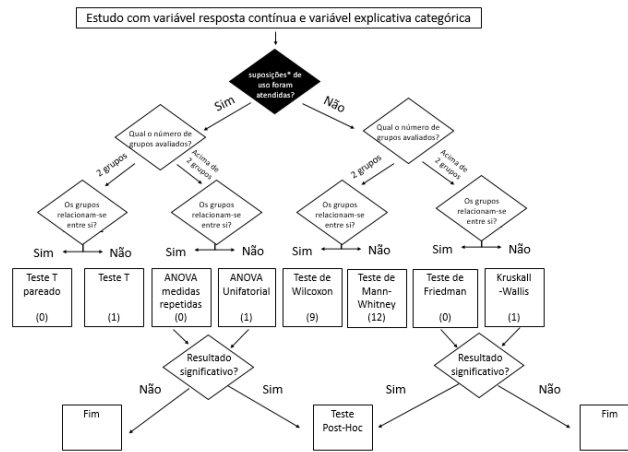 Estudo com variável resposta contínua e variável explicativa categórica
suposições* de
uso foram
atendidas?
Sim
Não
Qual o número de
grupos avaliados?
Qual o número de
grupos avaliados?
2 grupos
Acima de
2 grupos
2 grupos
Acima de
2 grupos
Os grupos
relacionam-se
entre si?
Os grupos
relacionam-se
entre si?
Os grupos
relacionam-se
entre si?
Os grupos
relacionam-se
entre si?
Sim
Não
Sim
Não
Sim
Não
Sim
Não
Teste T
pareado
(0)
Teste T
(1)
ANOVA
medidas
repetidas
(0)
ANOVA
Unifatorial
(1)
Teste de
Wilcoxon
(9)
Teste de
Mann-
Whitney
(12)
Teste de
Friedman
(0)
Kruskall
-Wallis
(1)
Resultado
significativo?
Resultado
significativo?
Não
Sim
Sim
Não
Fim
Teste
Post-Hoc
Fim